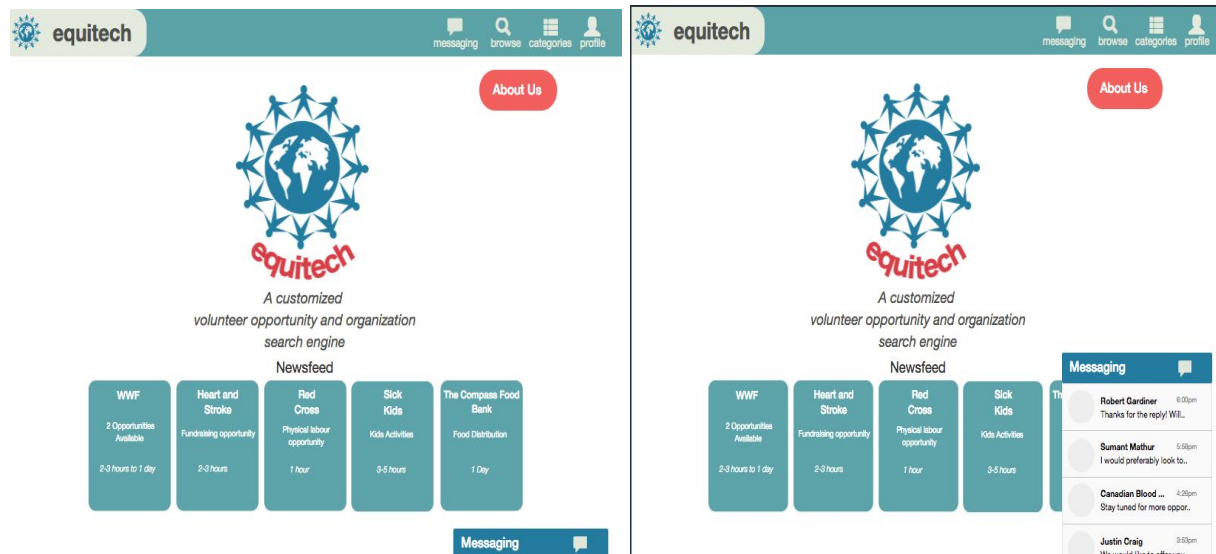 equitech
messaging browse categories profile
About Us
equitech
A customized
volunteer opportunity and organization
search engine
Newsfeed
WWF
2 Opportunities
Available
2-3 hours to 1 day
Heart and
Stroke
Fundraising opportunity
2-3 hours
Red
Cross
Physical labour
opportunity
1 hour
Sick
Kids
Kids Activities
3-5 hours
The Compass Food
Bank
Food Distribution
1 Day
Messaging
equitech
messaging browse categories profile
About Us
equitech
A customized
volunteer opportunity and organization
search engine
Newsfeed
WWF
2 Opportunities
Available
2-3 hours to 1 day
Heart and
Stroke
Fundraising opportunity
2-3 hours
Red
Cross
Physical labour
opportunity
1 hour
Sick
Kids
Kids Activities
3-5 hours
Th
Messaging
Robert Gardiner 6:00pm
Thanks for the reply! Will..
Sumant Mathur 5:58pm
I would preferably look to..
Canadian Blood ... 4:26pm
Stay tuned for more oppor..
Justin Craig 3:53pm
We would like to offer you